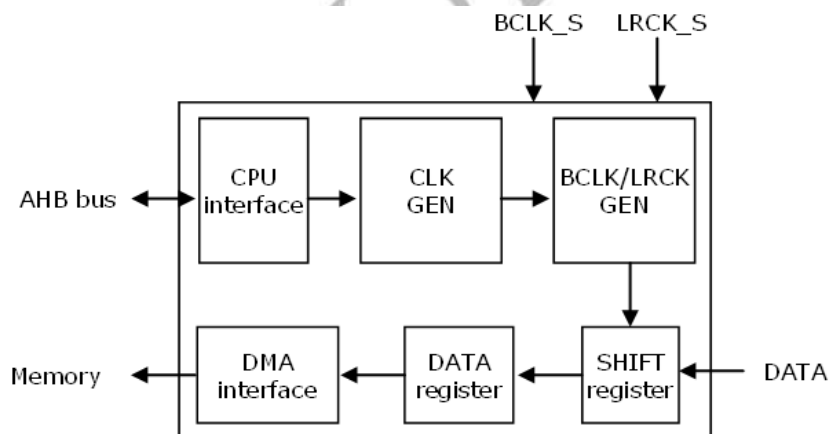 BCLK_S LRCK_S
AHB bus
CPU
interface
CLK
GEN
BCLK/LRCK
GEN
Memory
DMA
interface
DATA
register
SHIFT
register
DATA